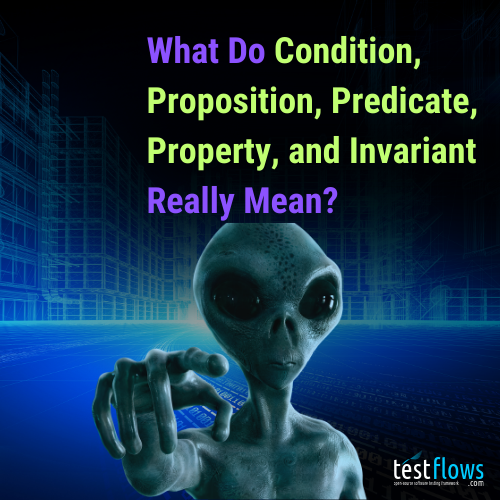 What Do Condition,
Proposition, Predicate,
Property, and Invariant
Really Mean?
testflows
open-source software testing framework .com